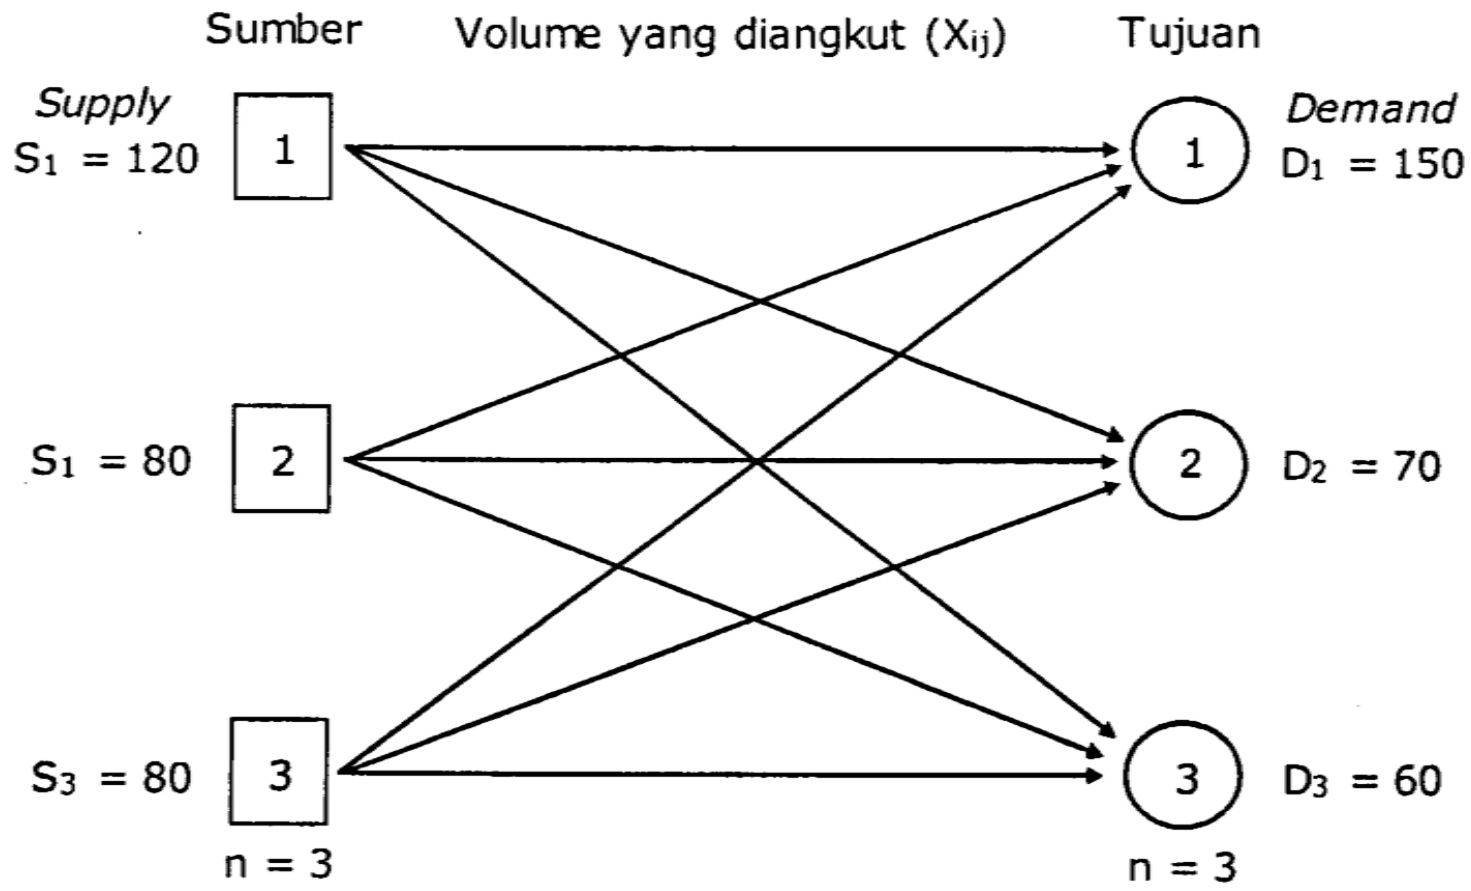 Sumber Volume yang diangkut (Xij) Tujuan
Supply Demand
S1 = 120 1 1 D1 = 150
S1 = 80 2 2 D2 = 70
S3 = 80 3 3 D3 = 60
n = 3 n = 3